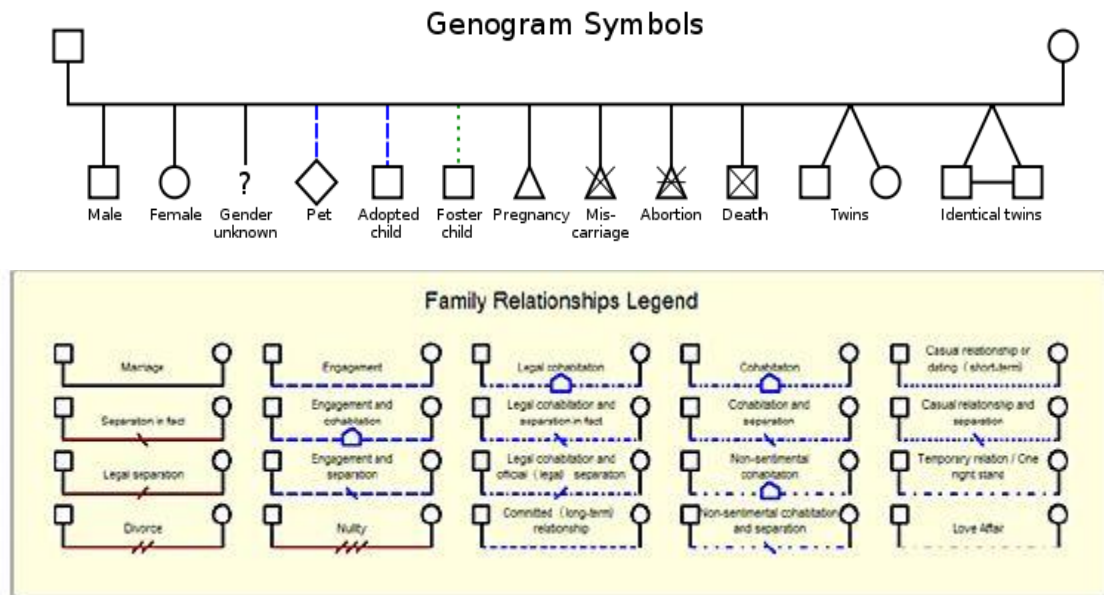 Genogram Symbols
?
Male
Female
Gender
unknown
Pet
Adopted
child
Foster
child
Pregnancy
Mis-
carriage
Abortion
Death
Twins
Identical twins
Family Relationships Legend
Marriage
Engagement
Legal cohabitation
Cohabitation
Casual relationship or
dating (short-term)
Separation in fact
Engagement and
cohabitation
Legal cohabitation and
separation in fact
Cohabitation and
separation
Casual relationship and
separation
Legal separation
Engagement and
separation
Legal cohabitation and
official (legal) separation
Non-sentimental
cohabitation
Temporary relation / One
night stand
Divorce
Nullity
Committed (long-term)
relationship
Non-sentimental cohabitation
and separation
Love Affair